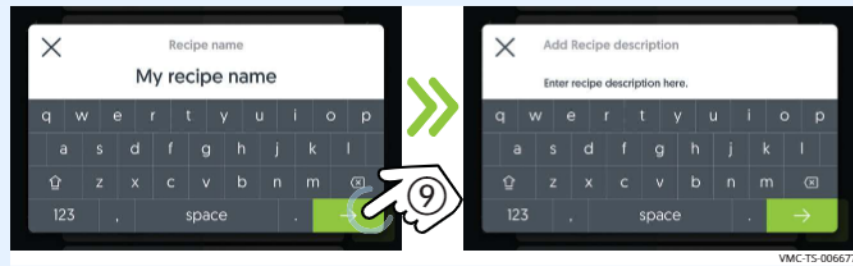 Recipe name
My recipe name
q w e r t y u i o p
a s d f g h j k l
z x c v b n m
123 , space .
9
Add Recipe description
Enter recipe description here.
q w e r t y u i o p
a s d f g h j k l
z x c v b n m
123 , space .
VMC-TS-006677